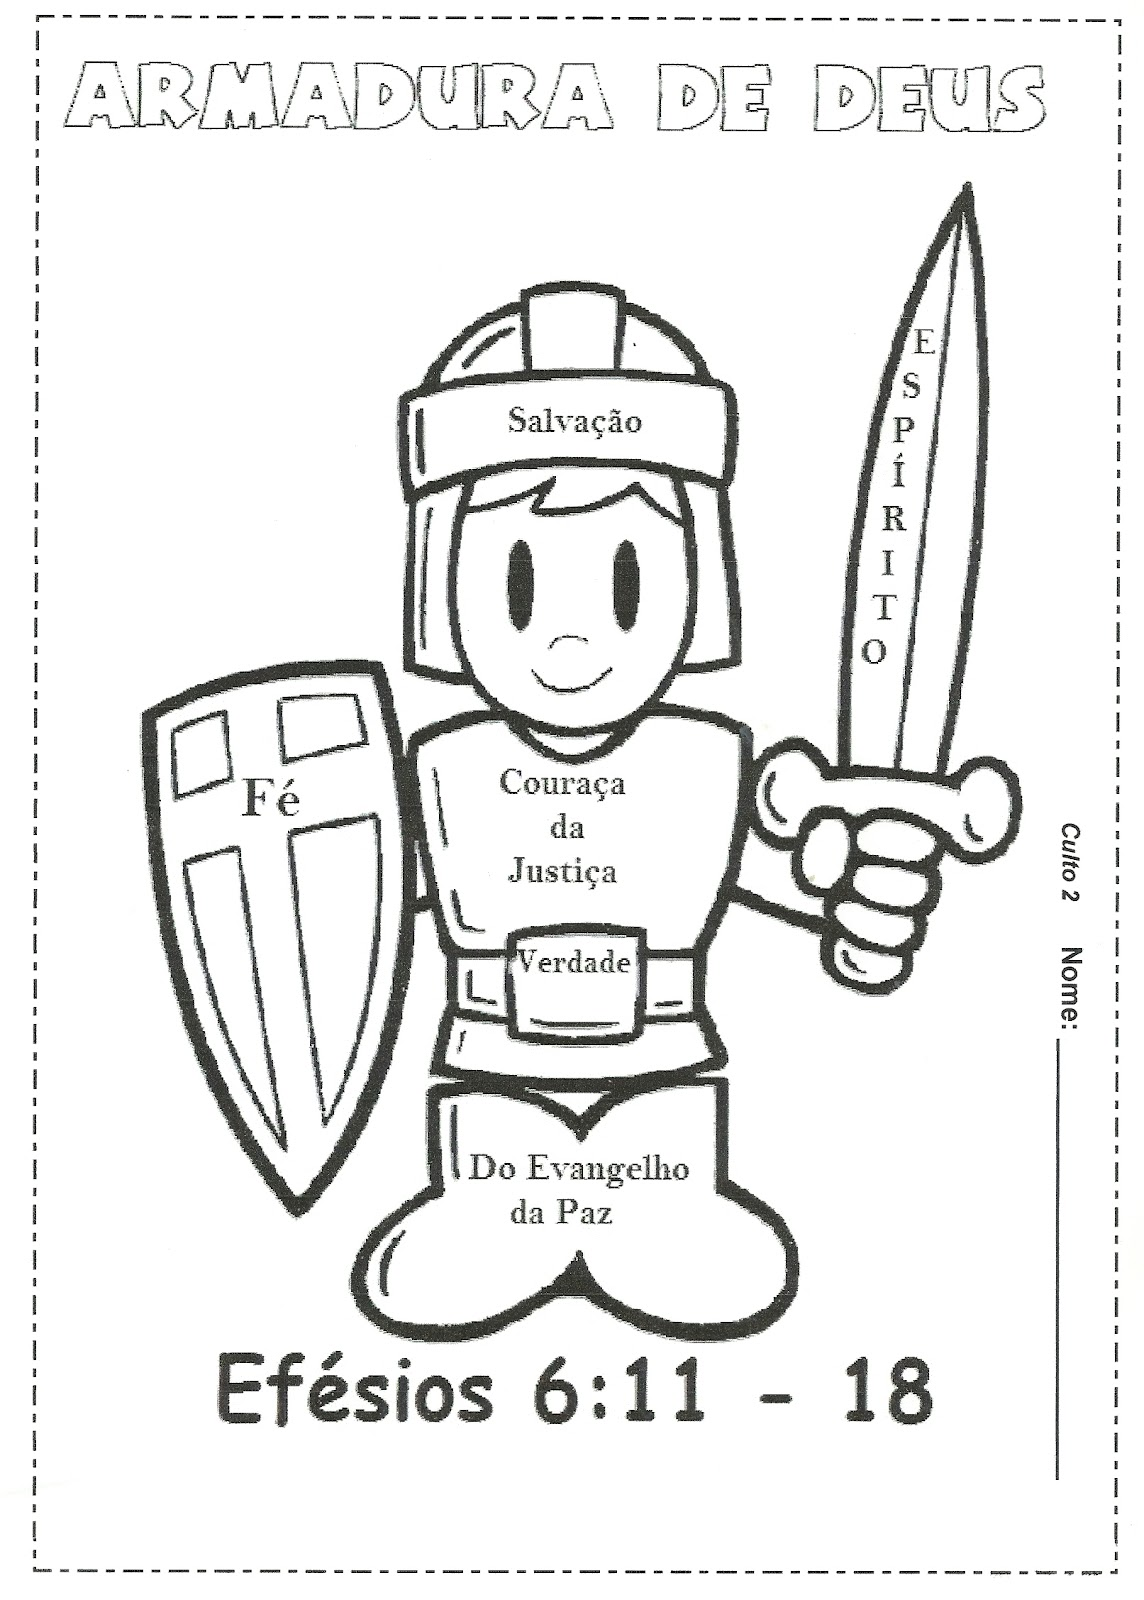 ARMADURA DE DEUS
Salvação
ESPÍRITO
Fé
Couraça
da
Justiça
Verdade
Do Evangelho
da Paz
Efésios 6:11 - 18
Culto 2 Nome: